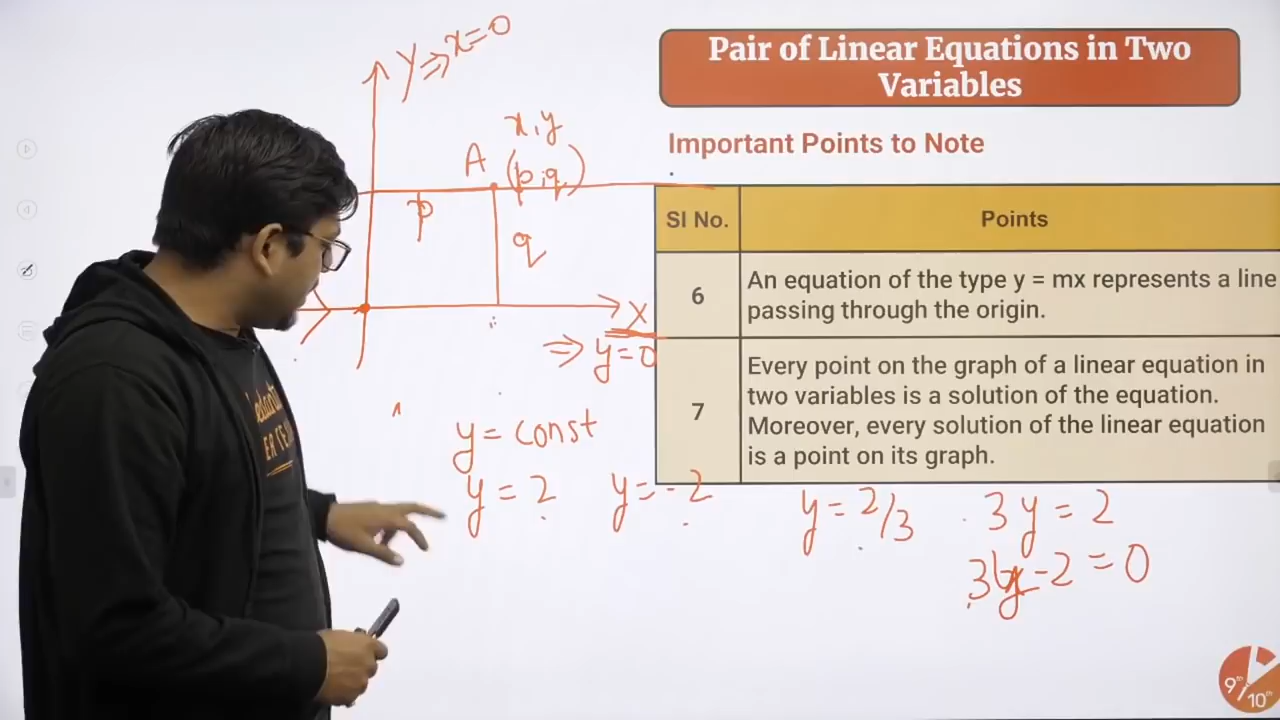 Pair of Linear Equations in Two
Variables
Important Points to Note
Sl No. Points
6 An equation of the type y = mx represents a line
passing through the origin.
7 Every point on the graph of a linear equation in
two variables is a solution of the equation.
Moreover, every solution of the linear equation
is a point on its graph.
Y ⇒ x=0
x, y
A (p, q)
p
q
X
⇒ y=0
y = const
y = 2 y = -2 y = 2/3 3y = 2
3y-2 = 0
9th/10th